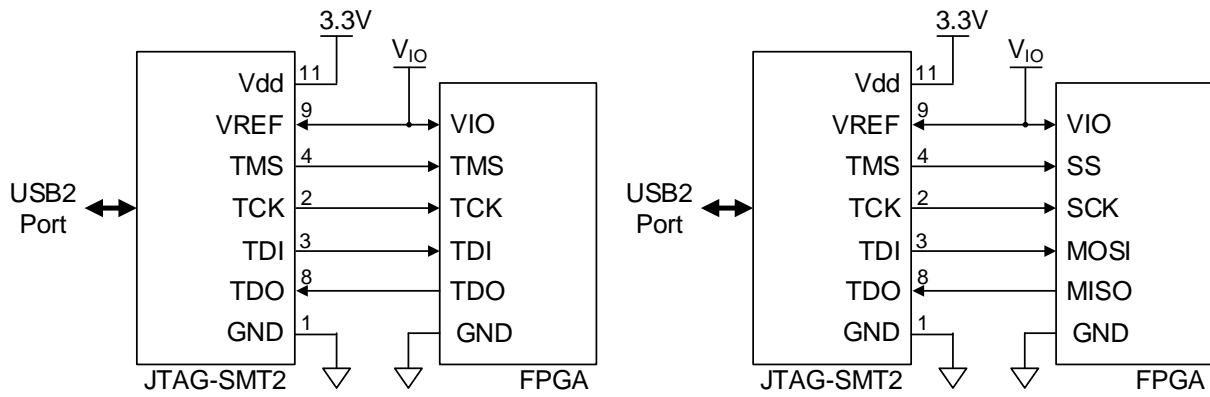 3.3V
V_IO
Vdd 11
VREF 9 VIO
TMS 4 TMS
USB2
Port
TCK 2 TCK
TDI 3 TDI
TDO 8 TDO
GND 1 GND
JTAG-SMT2 FPGA
3.3V
V_IO
Vdd 11
VREF 9 VIO
TMS 4 SS
USB2
Port
TCK 2 SCK
TDI 3 MOSI
TDO 8 MISO
GND 1 GND
JTAG-SMT2 FPGA